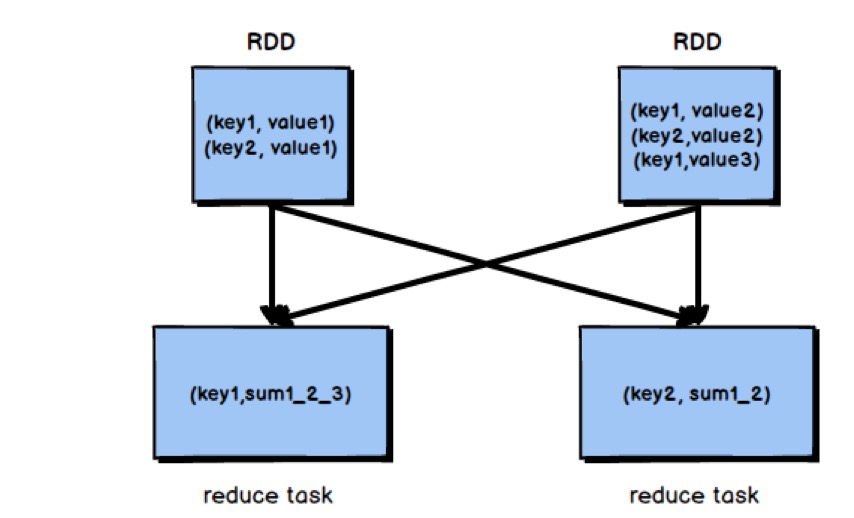 RDD
RDD
(key1, value1)
(key2, value1)
(key1, value2)
(key2,value2)
(key1,value3)
(key1,sum1_2_3)
(key2, sum1_2)
reduce task
reduce task